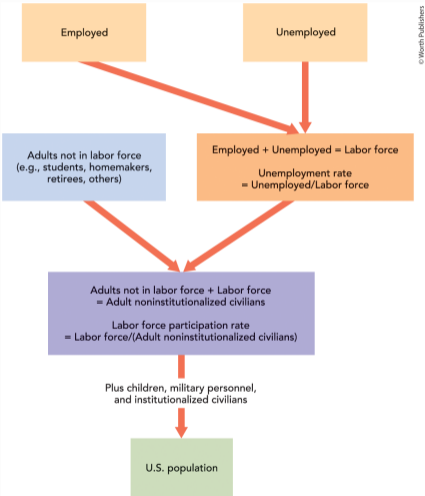 Employed
Unemployed
© Worth Publishers
Adults not in labor force
(e.g., students, homemakers,
retirees, others)
Employed + Unemployed = Labor force
Unemployment rate
= Unemployed/Labor force
Adults not in labor force + Labor force
= Adult noninstitutionalized civilians
Labor force participation rate
= Labor force/(Adult noninstitutionalized civilians)
Plus children, military personnel,
and institutionalized civilians
U.S. population